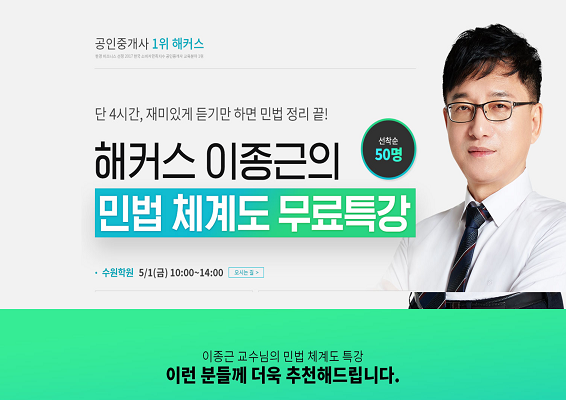 공인중개사 1위 해커스
단 4시간, 재미있게 듣기만 하면 민법 정리 끝!
선착순
50명
해커스 이종근의
민법 체계도 무료특강
· 수원학원 5/1(금) 10:00~14:00 오시는 길 >
이종근 교수님의 민법 체계도 특강
이런 분들께 더욱 추천해드립니다.